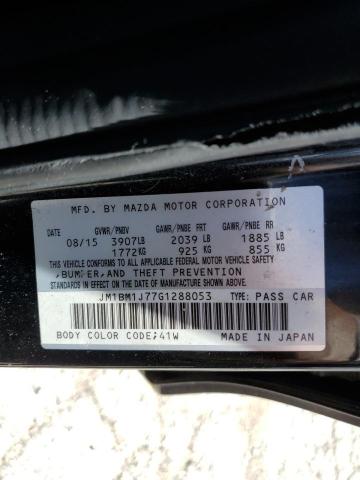 MFD. BY MAZDA MOTOR CORPORATION
GVWR/PNBV GAWR/PNBE FRT GAWR/PNBE RR
08/15 3907LB 2039 LB 1885 LB
1772KG 925 KG 855 KG
THIS VEHICLE CONFORMS TO ALL APPLICABLE FEDERAL MOTOR VEHICLE SAFETY,
BUMPER,AND THEFT PREVENTION
STANDARDS IN EFFECT ON THE DATE OF MANUFACTURE SHOWN ABOVE.
JM1BM1J77G1288053 TYPE: PASS CAR
BODY COLOR CODE;41W MADE IN JAPAN